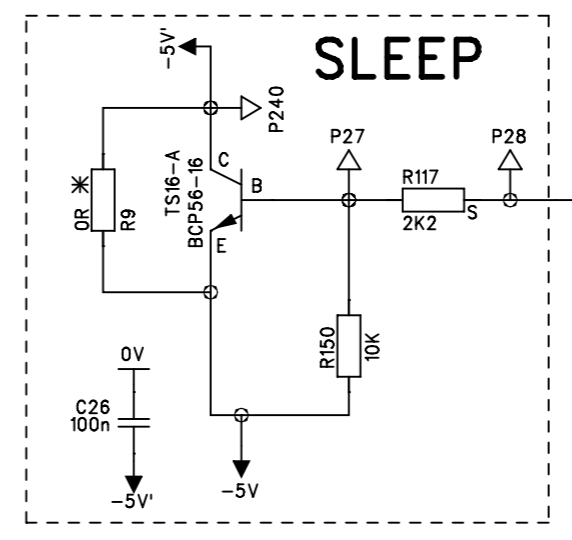 SLEEP
-5V'
P240
C
TS16-A
BCP56-16
B
E
*
0R
R9
P27
P28
R117
2K2
S
R150
10K
0V
C26
100n
-5V'
-5V